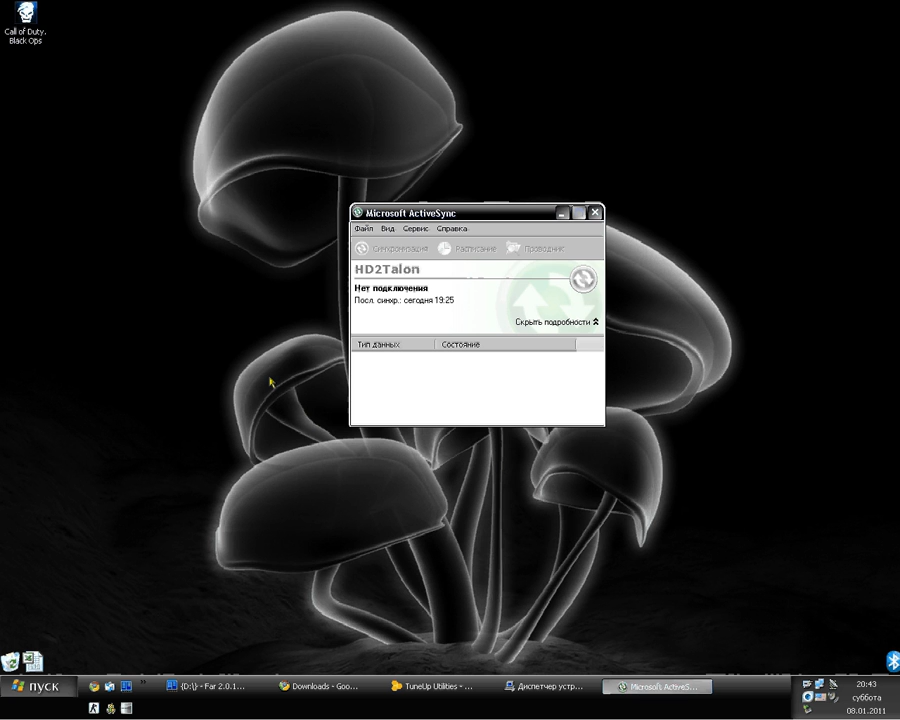 Call of Duty.
Black Ops
Microsoft ActiveSync
Файл Вид Сервис Справка
Синхронизация Расписание Проводник
HD2Talon
Нет подключения
Посл. синхр.: сегодня 19:25
Скрыть подробности
Тип данных Состояние
пуск
{D:\} - Far 2.0.1... Downloads - Goo... TuneUp Utilities - ... Диспетчер устр... Microsoft ActiveS...
20:43
суббота
08.01.2011